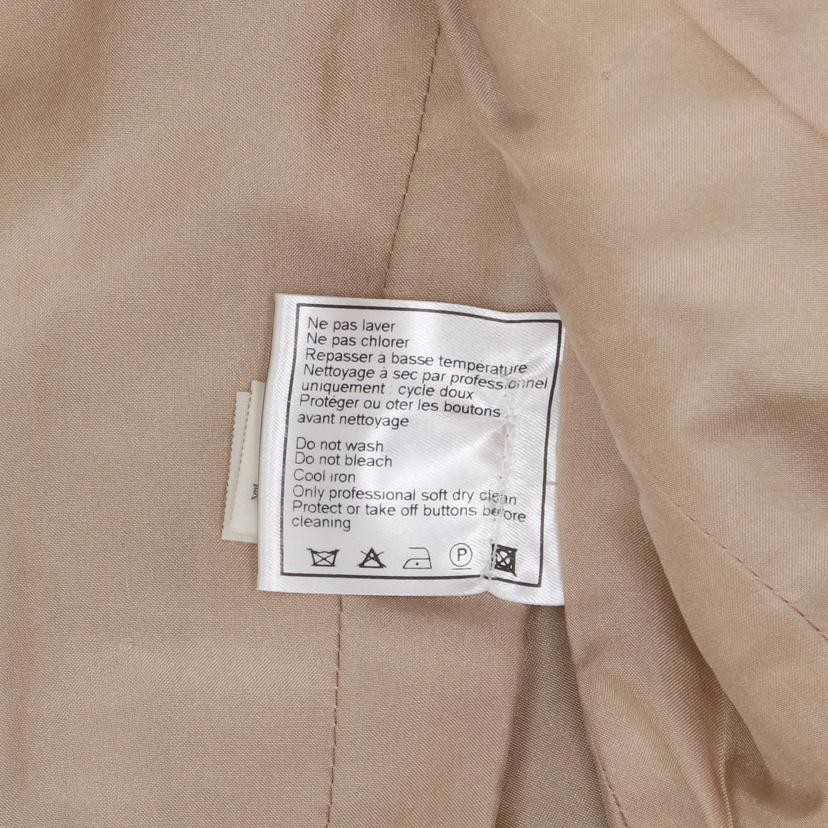 Ne pas laver
Ne pas chlorer
Repasser à basse température
Nettoyage à sec par professionnel
uniquement : cycle doux
Protéger ou oter les boutons
avant nettoyage
Do not wash
Do not bleach
Cool iron
Only professional soft dry clean
Protect or take off buttons before
cleaning
P